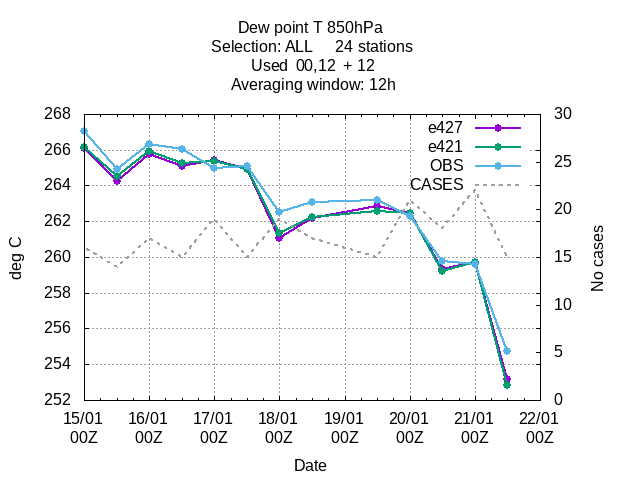 Dew point T 850hPa
Selection: ALL 24 stations
Used 00,12 + 12
Averaging window: 12h
268
266
264
262
260
258
256
254
252
30
25
20
15
10
5
0
e427
e421
OBS
CASES
deg C
No cases
15/01 16/01 17/01 18/01 19/01 20/01 21/01 22/01
00Z 00Z 00Z 00Z 00Z 00Z 00Z 00Z
Date